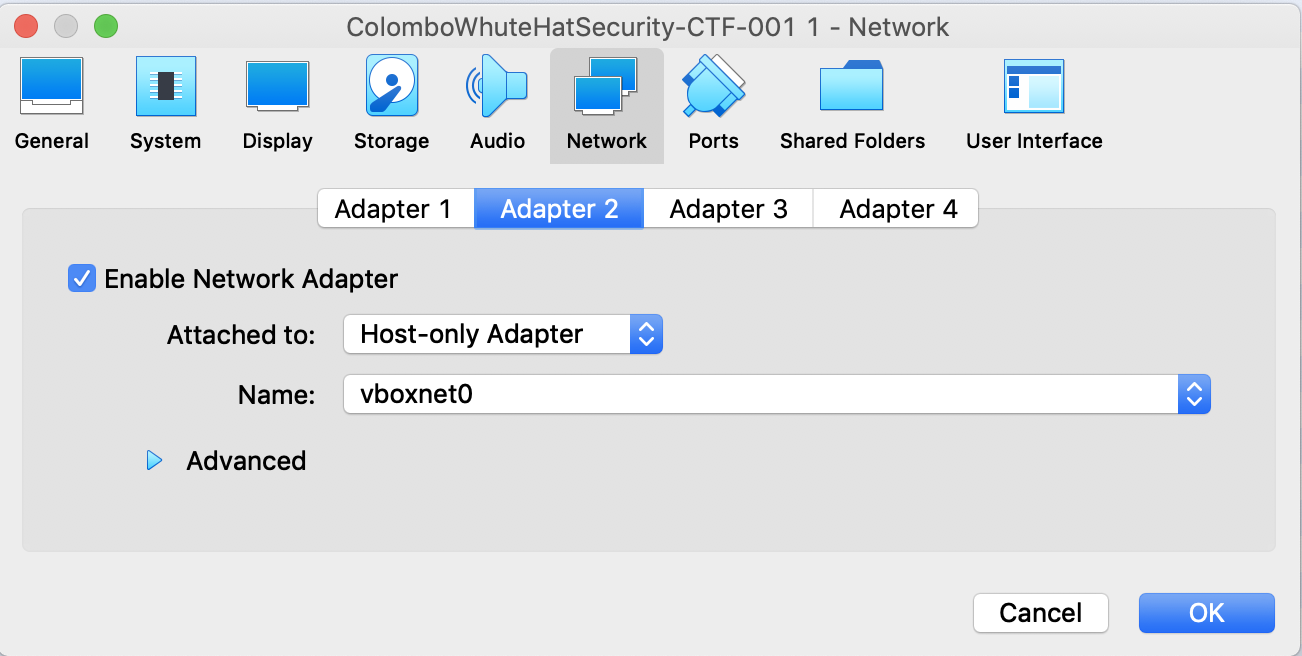 ColomboWhuteHatSecurity-CTF-001 1 - Network
General System Display Storage Audio Network Ports Shared Folders User Interface
Adapter 1 Adapter 2 Adapter 3 Adapter 4
Enable Network Adapter
Attached to: Host-only Adapter
Name: vboxnet0
Advanced
Cancel OK